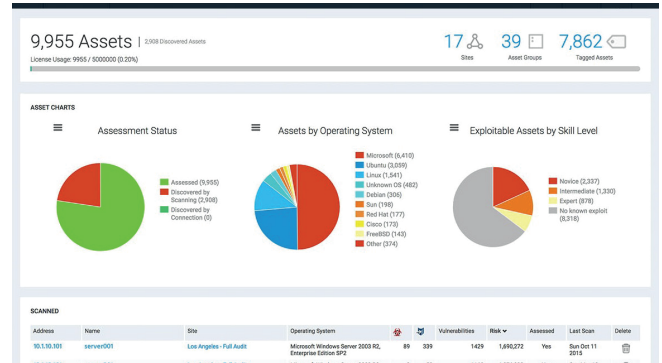 9,955 Assets | 2,908 Discovered Assets
17 Sites
39 Asset Groups
7,862 Tagged Assets
License Usage: 9955 / 5000000 (0.20%)
ASSET CHARTS
Assessment Status
Assessed (9,955)
Discovered by
Scanning (2,908)
Discovered by
Connection (0)
Assets by Operating System
Microsoft (6,410)
Ubuntu (3,059)
Linux (1,541)
Unknown OS (482)
Debian (306)
Sun (198)
Red Hat (177)
Cisco (173)
FreeBSD (143)
Other (374)
Exploitable Assets by Skill Level
Novice (2,337)
Intermediate (1,330)
Expert (878)
No known exploit
(8,318)
SCANNED
Address Name Site Operating System Vulnerabilities Risk Assessed Last Scan Delete
10.1.10.101 server001 Los Angeles - Full Audit Microsoft Windows Server 2003 R2, 89 339 1429 1,690,272 Yes Sun Oct 11
Enterprise Edition SP2 2015